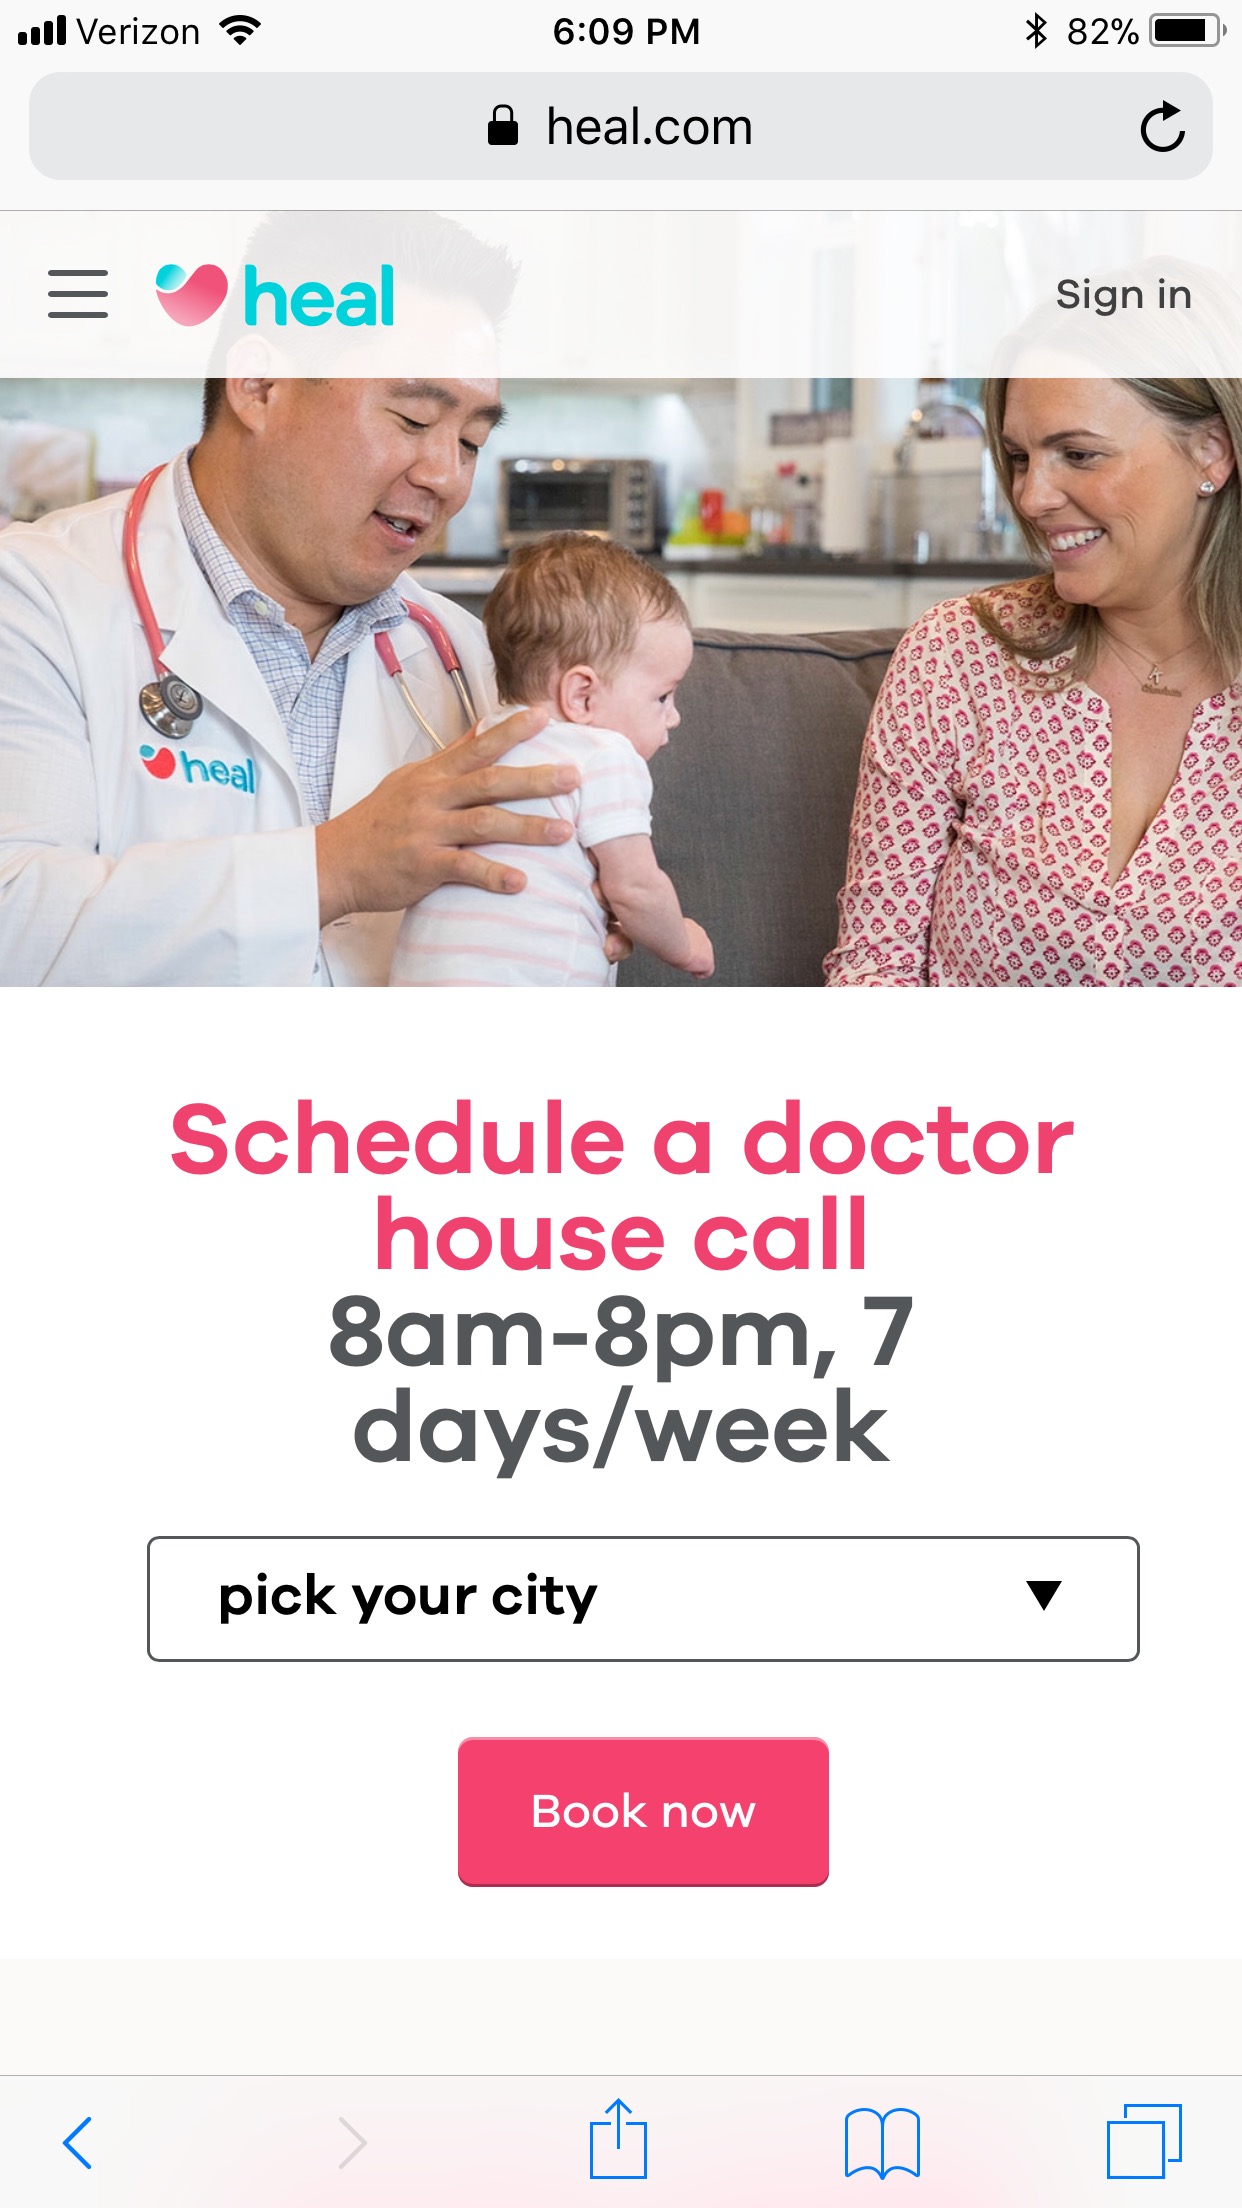 Verizon 6:09 PM 82%
heal.com
heal Sign in
heal
Schedule a doctor
house call
8am-8pm, 7
days/week
pick your city
Book now